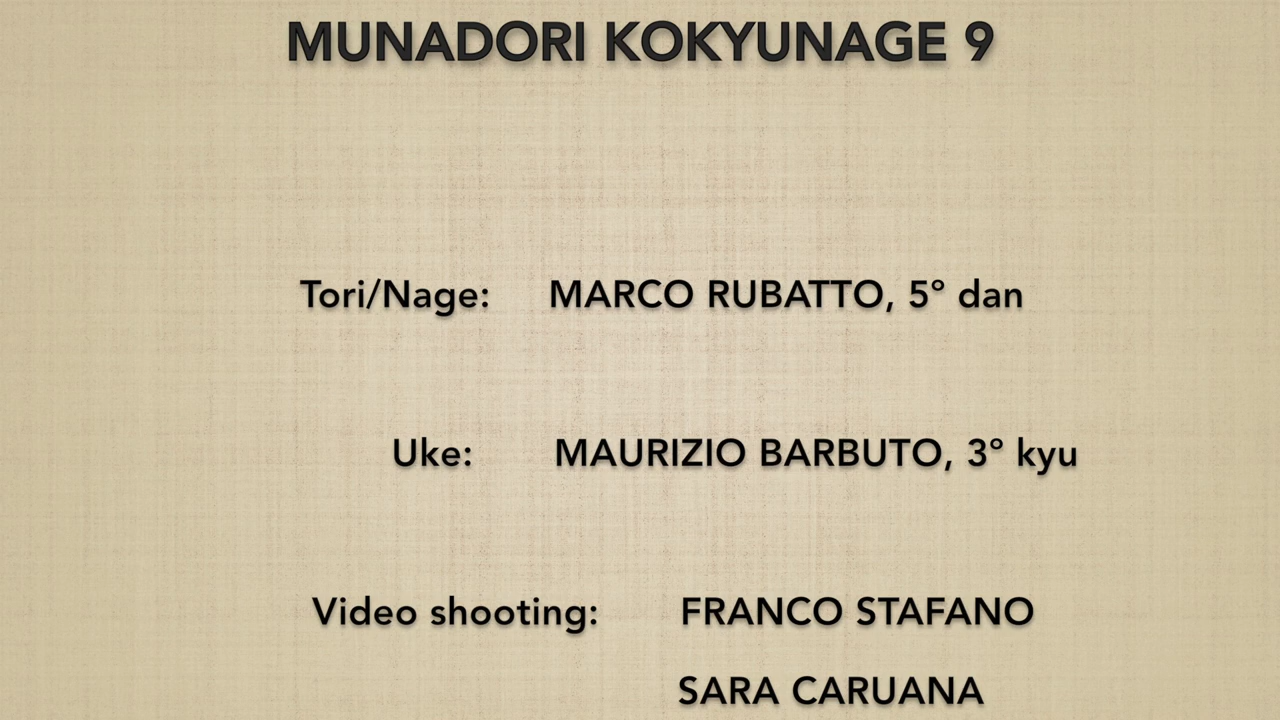 MUNADORI KOKYUNAGE 9
Tori/Nage: MARCO RUBATTO, 5° dan
Uke: MAURIZIO BARBUTO, 3° kyu
Video shooting: FRANCO STAFANO
SARA CARUANA